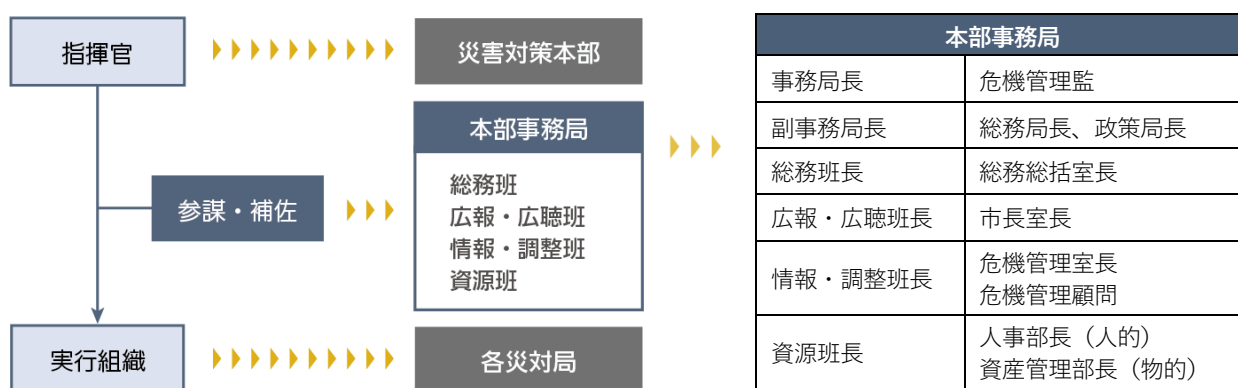 指揮官
災害対策本部
本部事務局
総務班
広報・広聴班
情報・調整班
資源班
参謀・補佐
実行組織
各災対局
本部事務局
事務局長 危機管理監
副事務局長 総務局長、政策局長
総務班長 総務総括室長
広報・広聴班長 市長室長
情報・調整班長 危機管理室長
危機管理顧問
資源班長 人事部長（人的）
資産管理部長（物的）